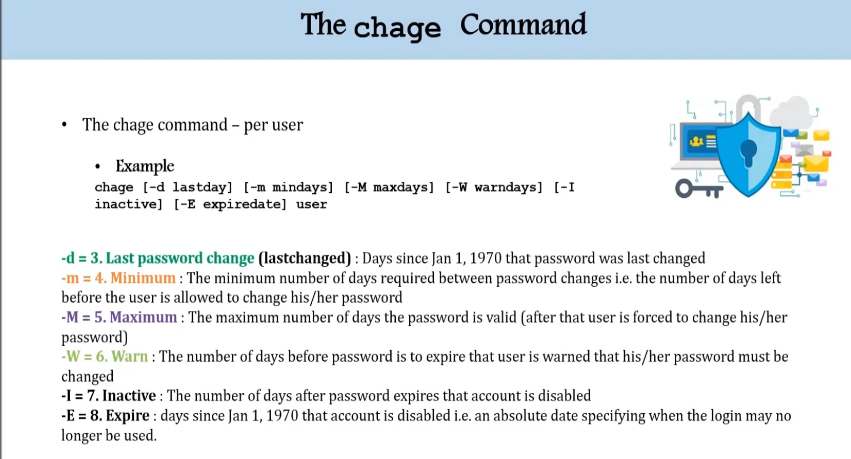 The chage Command
• The chage command – per user
• Example
chage [-d lastday] [-m mindays] [-M maxdays] [-W warndays] [-I
inactive] [-E expiredate] user
-d = 3. Last password change (lastchanged) : Days since Jan 1, 1970 that password was last changed
-m = 4. Minimum : The minimum number of days required between password changes i.e. the number of days left
before the user is allowed to change his/her password
-M = 5. Maximum : The maximum number of days the password is valid (after that user is forced to change his/her
password)
-W = 6. Warn : The number of days before password is to expire that user is warned that his/her password must be
changed
-I = 7. Inactive : The number of days after password expires that account is disabled
-E = 8. Expire : days since Jan 1, 1970 that account is disabled i.e. an absolute date specifying when the login may no
longer be used.